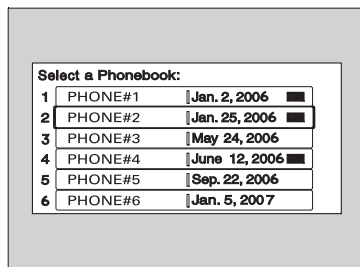 Select a Phonebook:
1 PHONE#1 Jan. 2, 2006
2 PHONE#2 Jan. 25, 2006
3 PHONE#3 May 24, 2006
4 PHONE#4 June 12, 2006
5 PHONE#5 Sep. 22, 2006
6 PHONE#6 Jan. 5, 2007